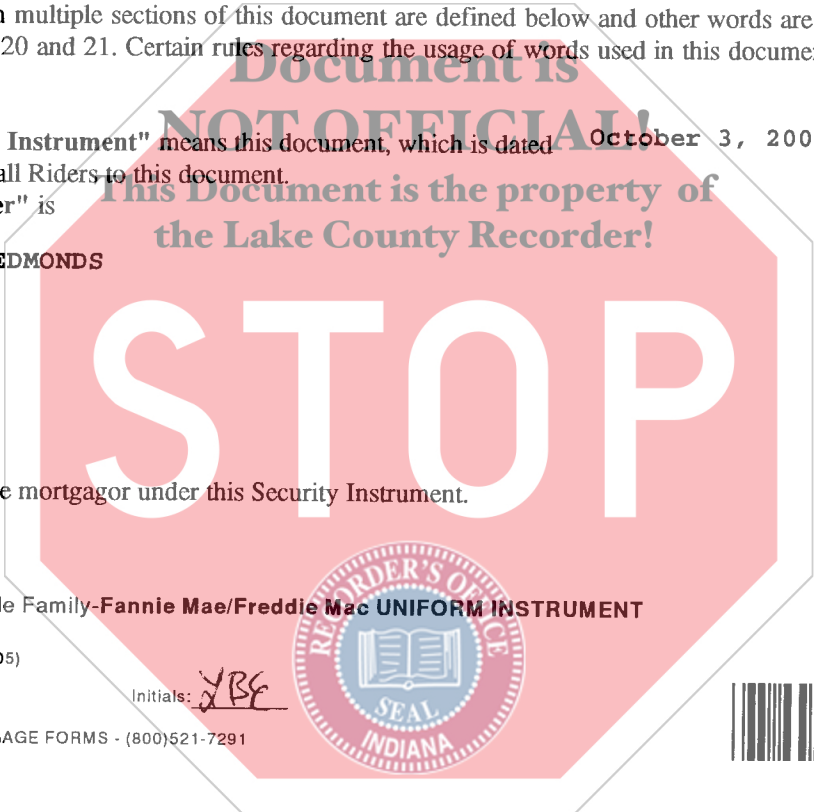 multiple sections of this document are defined below and other words are
20 and 21. Certain rules regarding the usage of words used in this docume
Document is
NOT OFFICIAL!
Instrument" means this document, which is dated October 3, 200
all Riders to this document.
This Document is the property of
er" is
the Lake County Recorder!
EDMONDS
STOP
e mortgagor under this Security Instrument.
le Family-Fannie Mae/Freddie Mac UNIFORM INSTRUMENT
05)
Initials: YBE
AGE FORMS - (800)521-7291
RECORDER'S OFFICE
SEAL
INDIANA